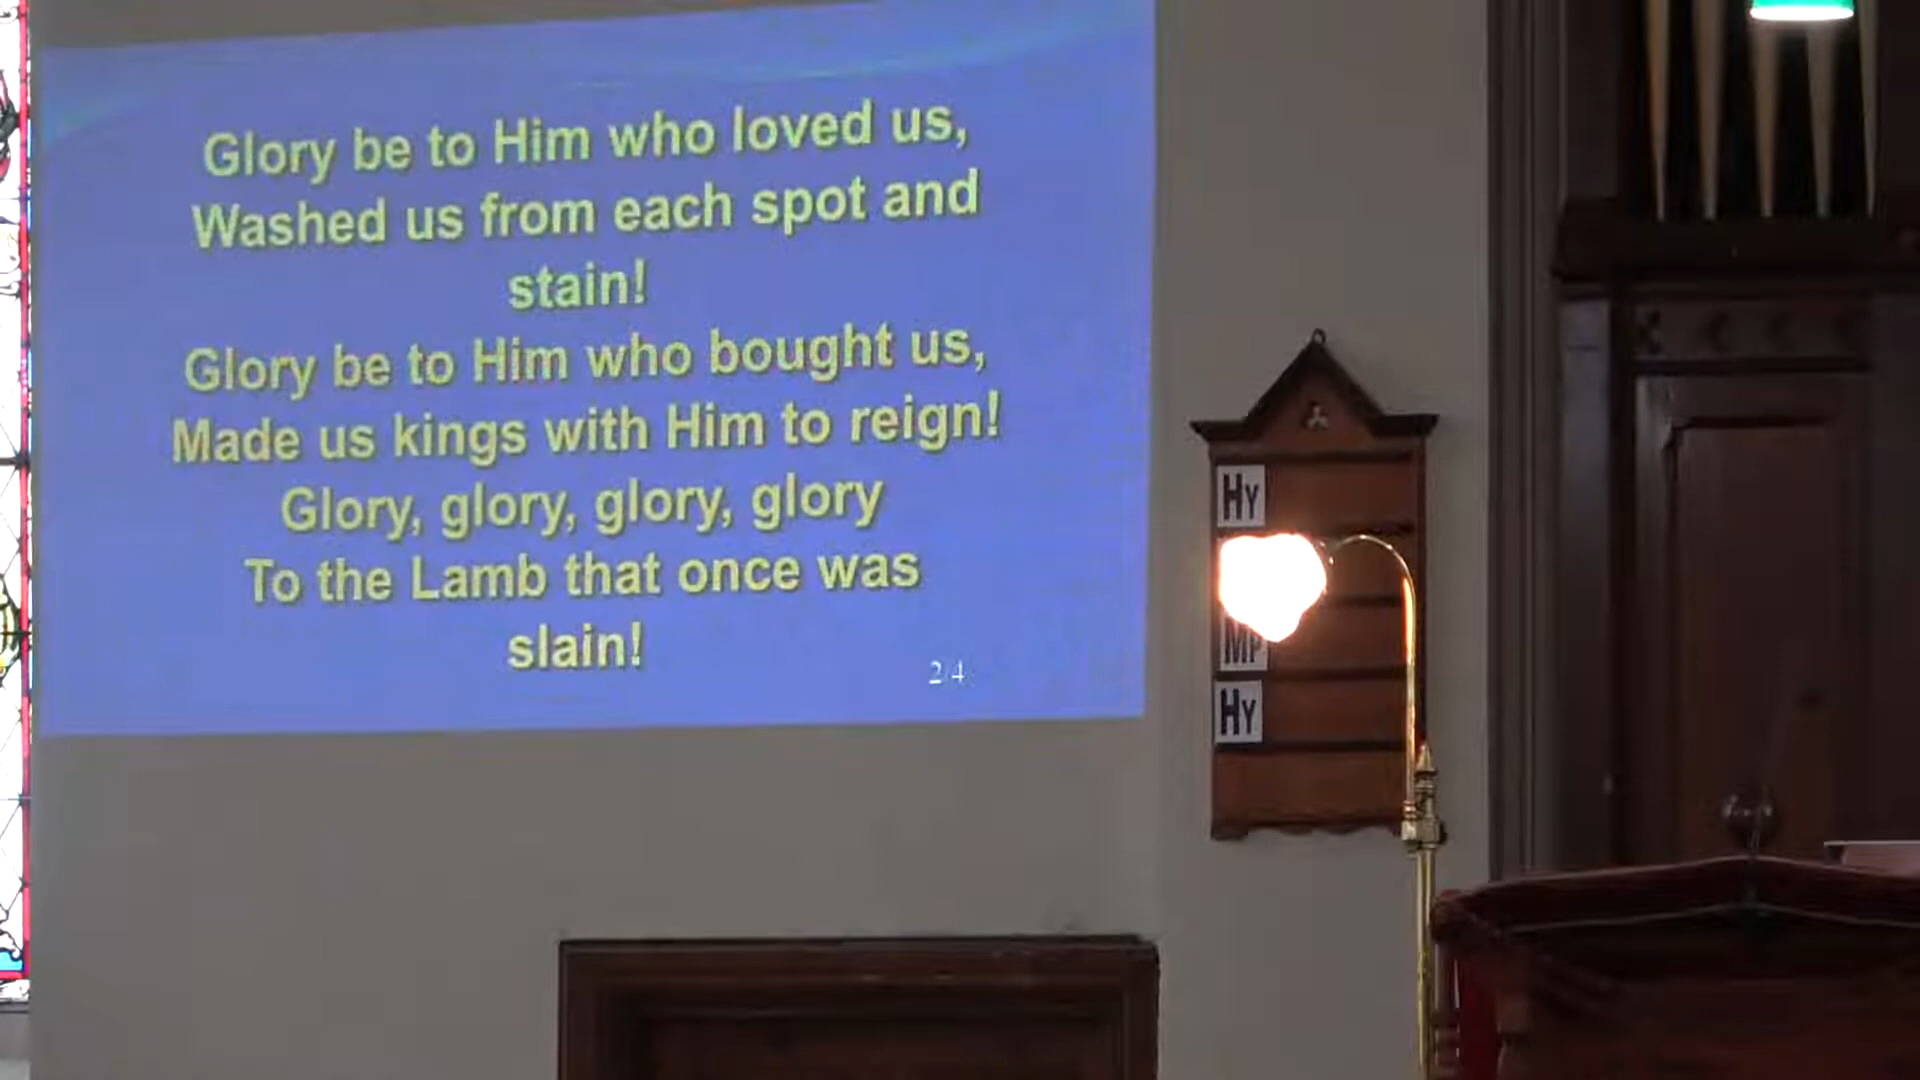 Glory be to Him who loved us,
Washed us from each spot and
stain!
Glory be to Him who bought us,
Made us kings with Him to reign!
Glory, glory, glory, glory
To the Lamb that once was
slain!
2/4
HY
MP
HY